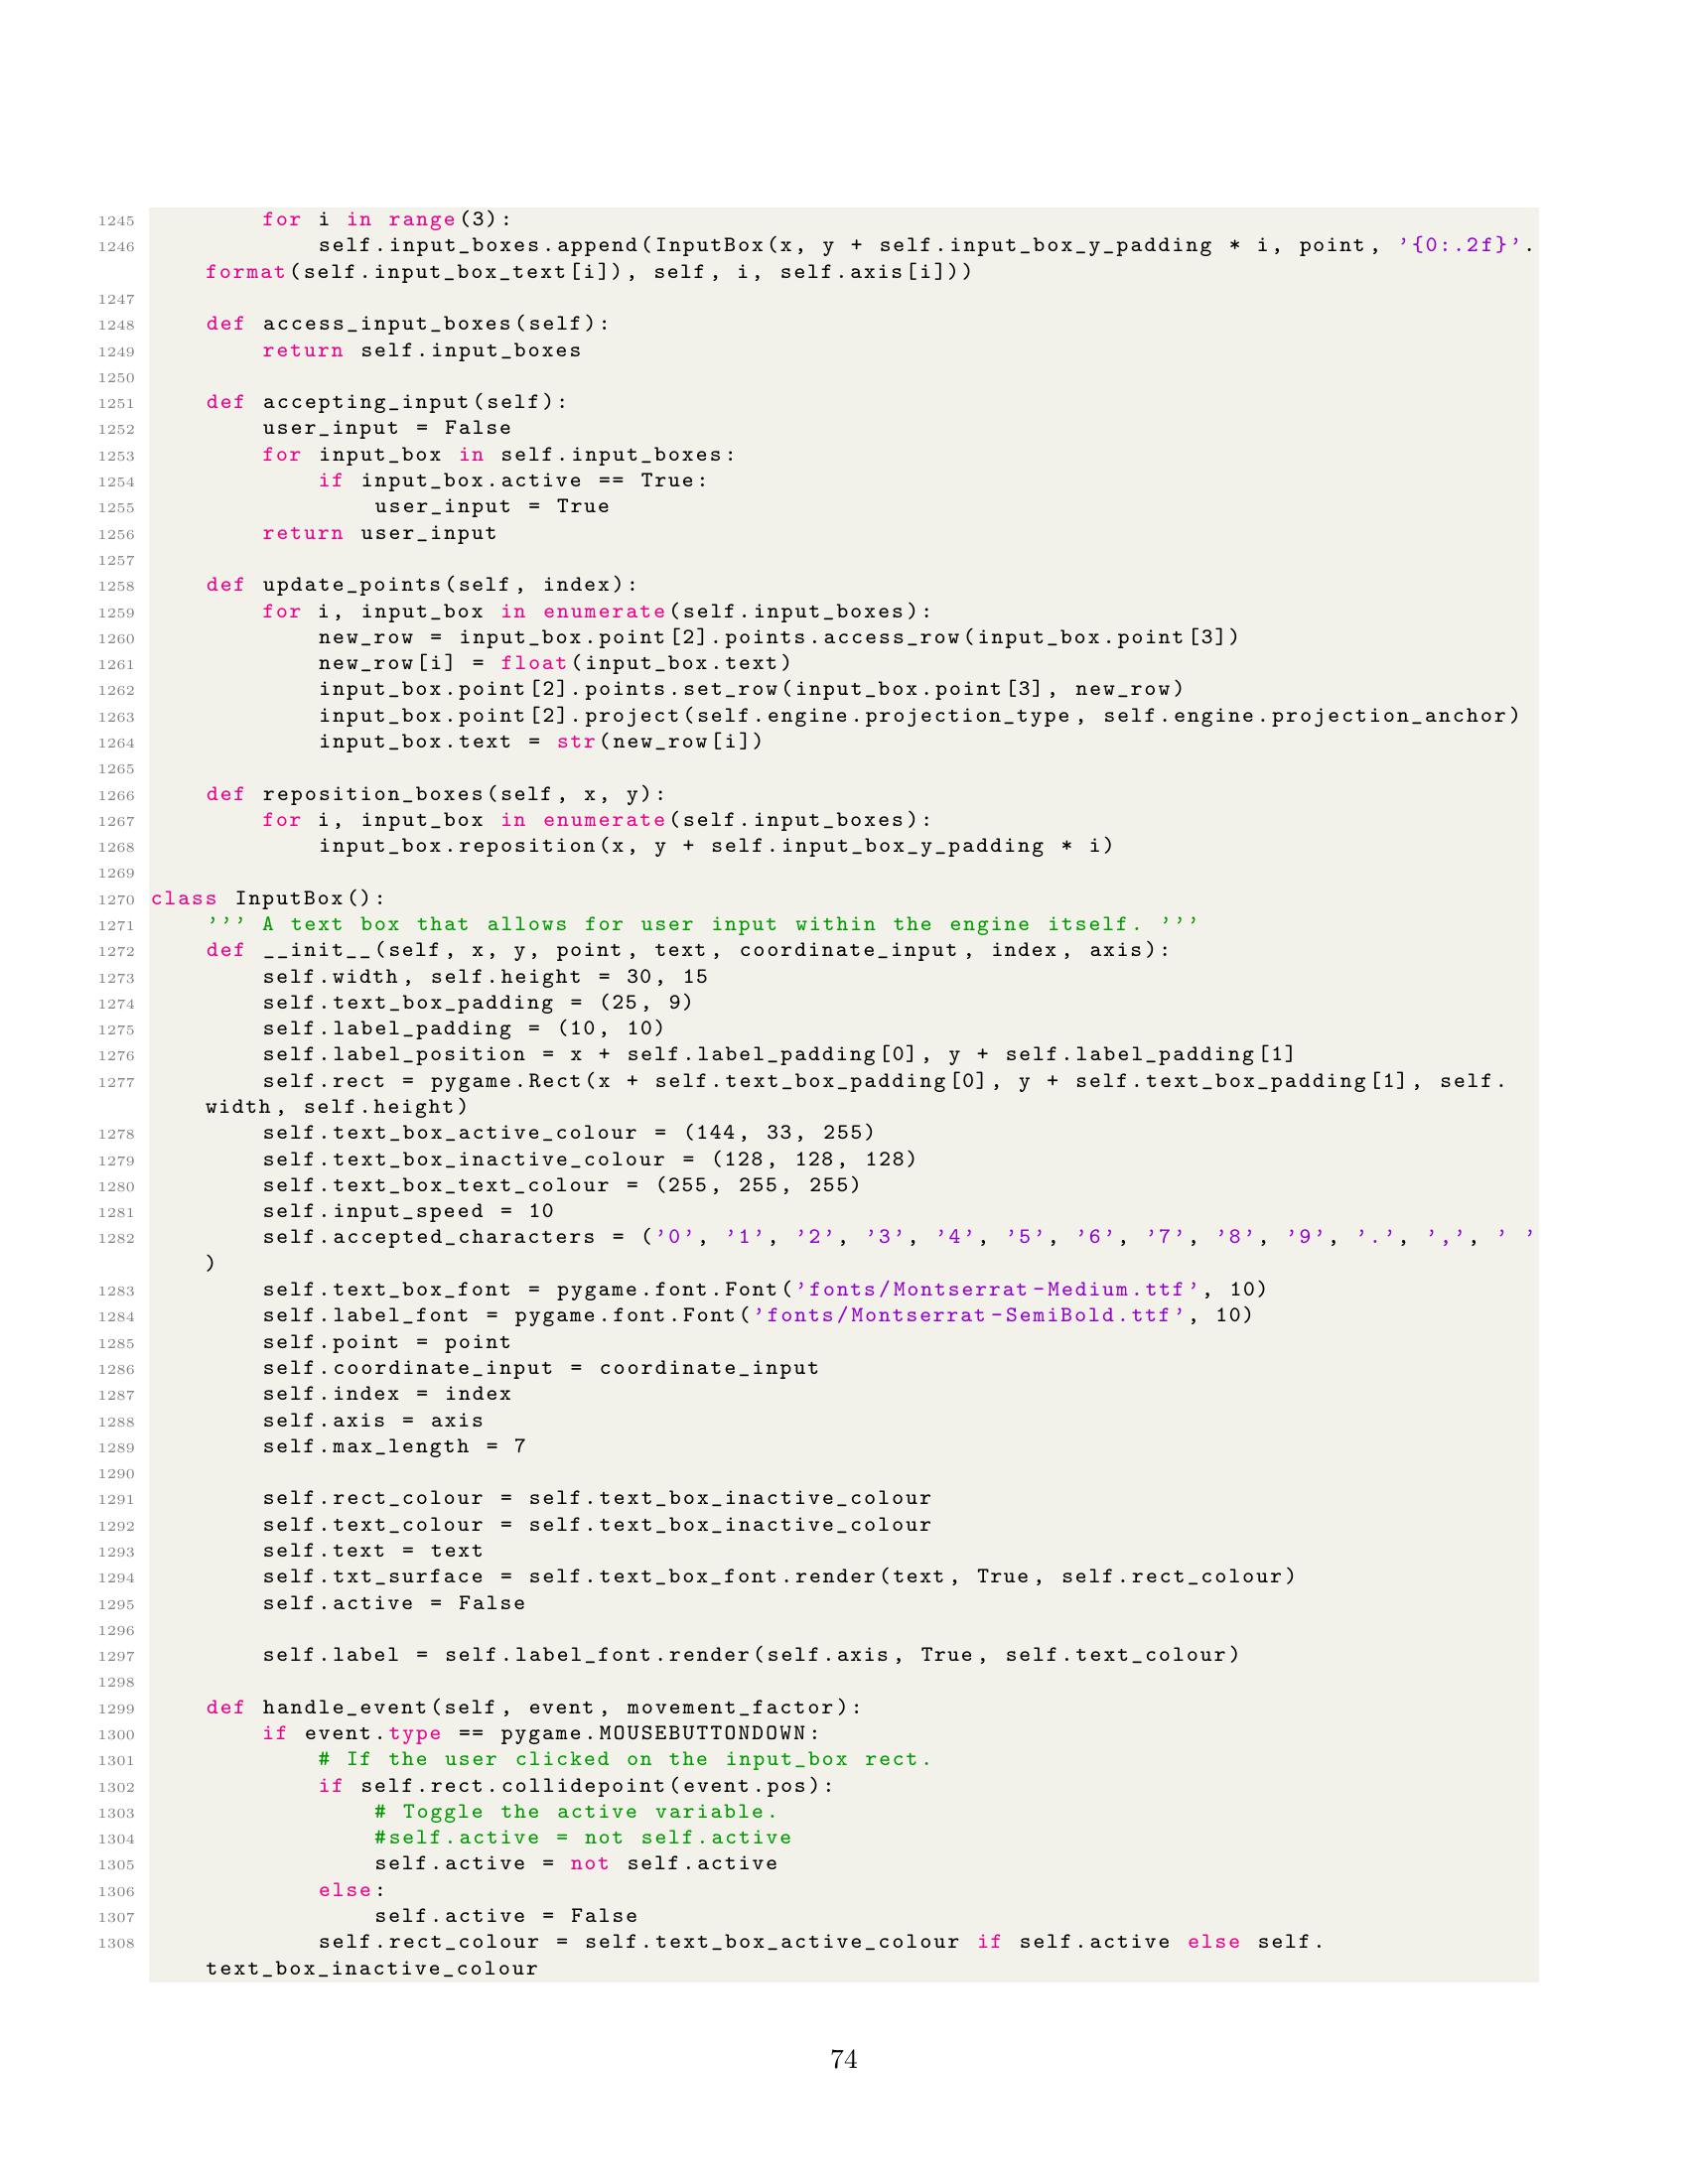 1245         for i in range(3):
1246             self.input_boxes.append(InputBox(x, y + self.input_box_y_padding * i, point, '{0:.2f}'.
    format(self.input_box_text[i]), self, i, self.axis[i]))
1247
1248     def access_input_boxes(self):
1249         return self.input_boxes
1250
1251     def accepting_input(self):
1252         user_input = False
1253         for input_box in self.input_boxes:
1254             if input_box.active == True:
1255                 user_input = True
1256         return user_input
1257
1258     def update_points(self, index):
1259         for i, input_box in enumerate(self.input_boxes):
1260             new_row = input_box.point[2].points.access_row(input_box.point[3])
1261             new_row[i] = float(input_box.text)
1262             input_box.point[2].points.set_row(input_box.point[3], new_row)
1263             input_box.point[2].project(self.engine.projection_type, self.engine.projection_anchor)
1264             input_box.text = str(new_row[i])
1265
1266     def reposition_boxes(self, x, y):
1267         for i, input_box in enumerate(self.input_boxes):
1268             input_box.reposition(x, y + self.input_box_y_padding * i)
1269
1270 class InputBox():
1271     ''' A text box that allows for user input within the engine itself. '''
1272     def __init__(self, x, y, point, text, coordinate_input, index, axis):
1273         self.width, self.height = 30, 15
1274         self.text_box_padding = (25, 9)
1275         self.label_padding = (10, 10)
1276         self.label_position = x + self.label_padding[0], y + self.label_padding[1]
1277         self.rect = pygame.Rect(x + self.text_box_padding[0], y + self.text_box_padding[1], self.
    width, self.height)
1278         self.text_box_active_colour = (144, 33, 255)
1279         self.text_box_inactive_colour = (128, 128, 128)
1280         self.text_box_text_colour = (255, 255, 255)
1281         self.input_speed = 10
1282         self.accepted_characters = ('0', '1', '2', '3', '4', '5', '6', '7', '8', '9', '.', ',', ' '
    )
1283         self.text_box_font = pygame.font.Font('fonts/Montserrat-Medium.ttf', 10)
1284         self.label_font = pygame.font.Font('fonts/Montserrat-SemiBold.ttf', 10)
1285         self.point = point
1286         self.coordinate_input = coordinate_input
1287         self.index = index
1288         self.axis = axis
1289         self.max_length = 7
1290
1291         self.rect_colour = self.text_box_inactive_colour
1292         self.text_colour = self.text_box_inactive_colour
1293         self.text = text
1294         self.txt_surface = self.text_box_font.render(text, True, self.rect_colour)
1295         self.active = False
1296
1297         self.label = self.label_font.render(self.axis, True, self.text_colour)
1298
1299     def handle_event(self, event, movement_factor):
1300         if event.type == pygame.MOUSEBUTTONDOWN:
1301             # If the user clicked on the input_box rect.
1302             if self.rect.collidepoint(event.pos):
1303                 # Toggle the active variable.
1304                 #self.active = not self.active
1305                 self.active = not self.active
1306             else:
1307                 self.active = False
1308             self.rect_colour = self.text_box_active_colour if self.active else self.
    text_box_inactive_colour
74